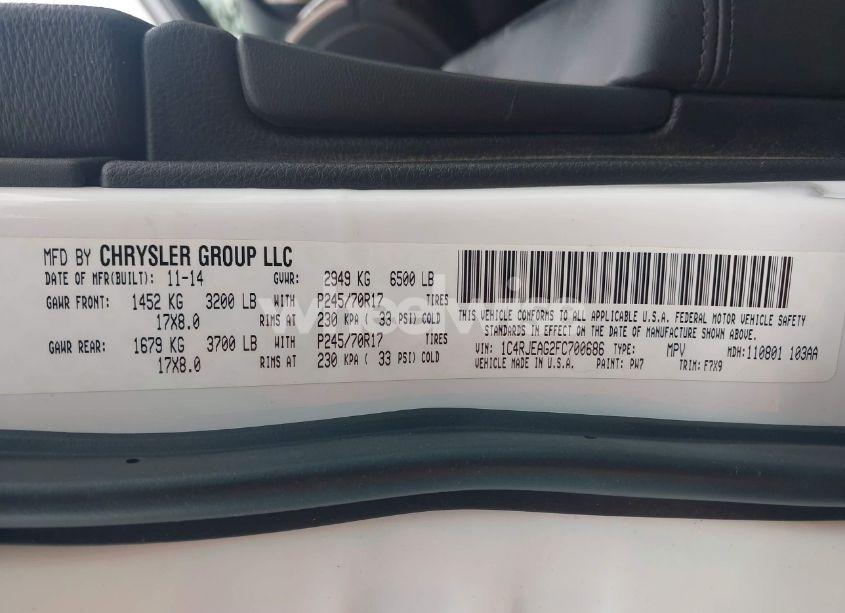 MFD BY CHRYSLER GROUP LLC
DATE OF MFR(BUILT): 11-14 GVWR: 2949 KG 6500 LB
GAWR FRONT: 1452 KG 3200 LB WITH P245/70R17 TIRES
17X8.0 RIMS AT 230 KPA ( 33 PSI) COLD
GAWR REAR: 1679 KG 3700 LB WITH P245/70R17 TIRES
17X8.0 RIMS AT 230 KPA ( 33 PSI) COLD
THIS VEHICLE CONFORMS TO ALL APPLICABLE U.S.A. FEDERAL MOTOR VEHICLE SAFETY
STANDARDS IN EFFECT ON THE DATE OF MANUFACTURE SHOWN ABOVE.
VIN: 1C4RJEAG2FC700686 TYPE: MPV MDH:110801 103AA
VEHICLE MADE IN U.S.A. PAINT: PW7 TRIM: F7X9